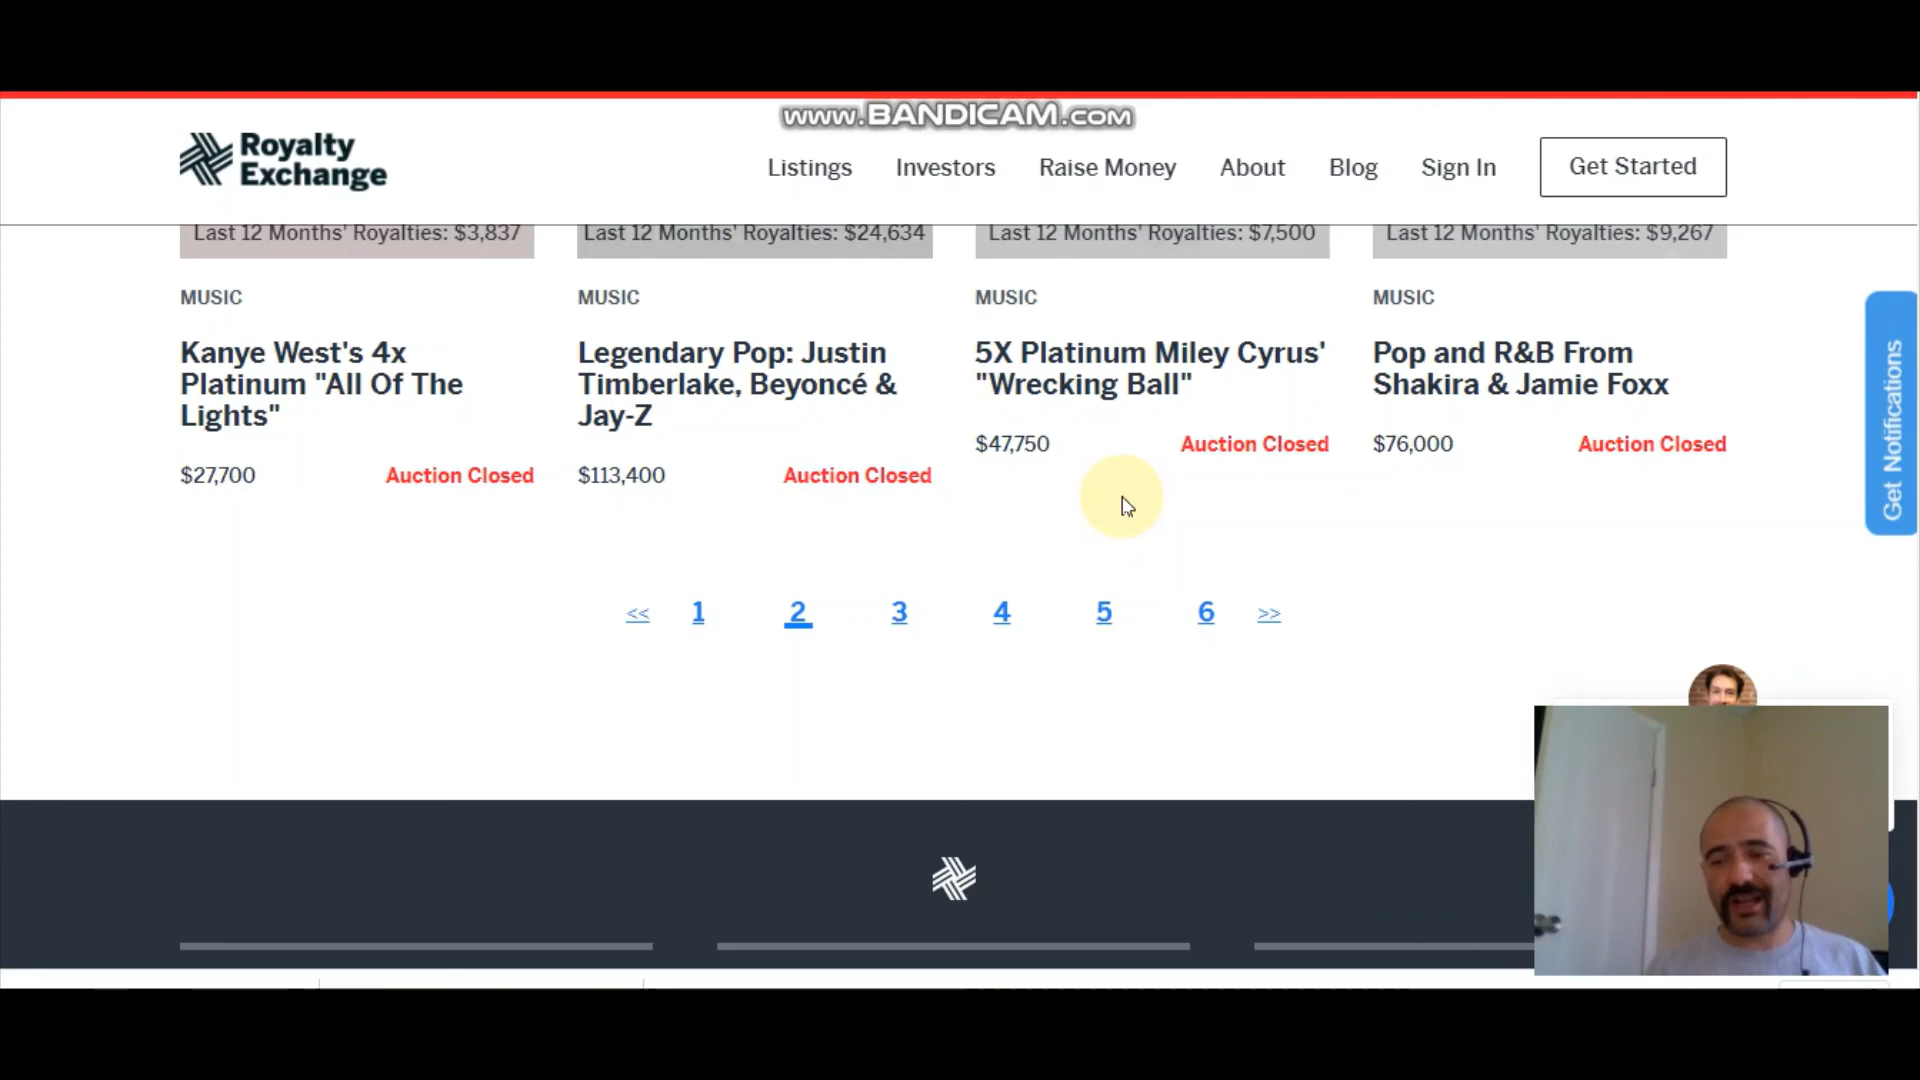 www.BANDICAM.com
Royalty
Exchange
Listings
Investors
Raise Money
About
Blog
Sign In
Get Started
Last 12 Months' Royalties: $3,837
Last 12 Months' Royalties: $24,634
Last 12 Months' Royalties: $7,500
Last 12 Months' Royalties: $9,267
MUSIC
Kanye West's 4x
Platinum "All Of The
Lights"
$27,700
Auction Closed
MUSIC
Legendary Pop: Justin
Timberlake, Beyoncé &
Jay-Z
$113,400
Auction Closed
MUSIC
5X Platinum Miley Cyrus'
"Wrecking Ball"
$47,750
Auction Closed
MUSIC
Pop and R&B From
Shakira & Jamie Foxx
$76,000
Auction Closed
Get Notifications
<< 1 2 3 4 5 6 >>